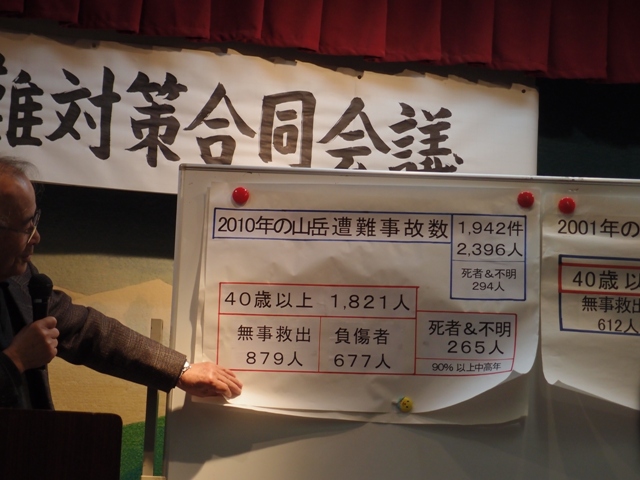 難対策合同会議
2010年の山岳遭難事故数
1,942件
2,396人
死者&不明
294人
40歳以上 1,821人
無事救出
879人
負傷者
677人
死者&不明
265人
90%以上中高年
2001年の
40歳以
無事救出
612人